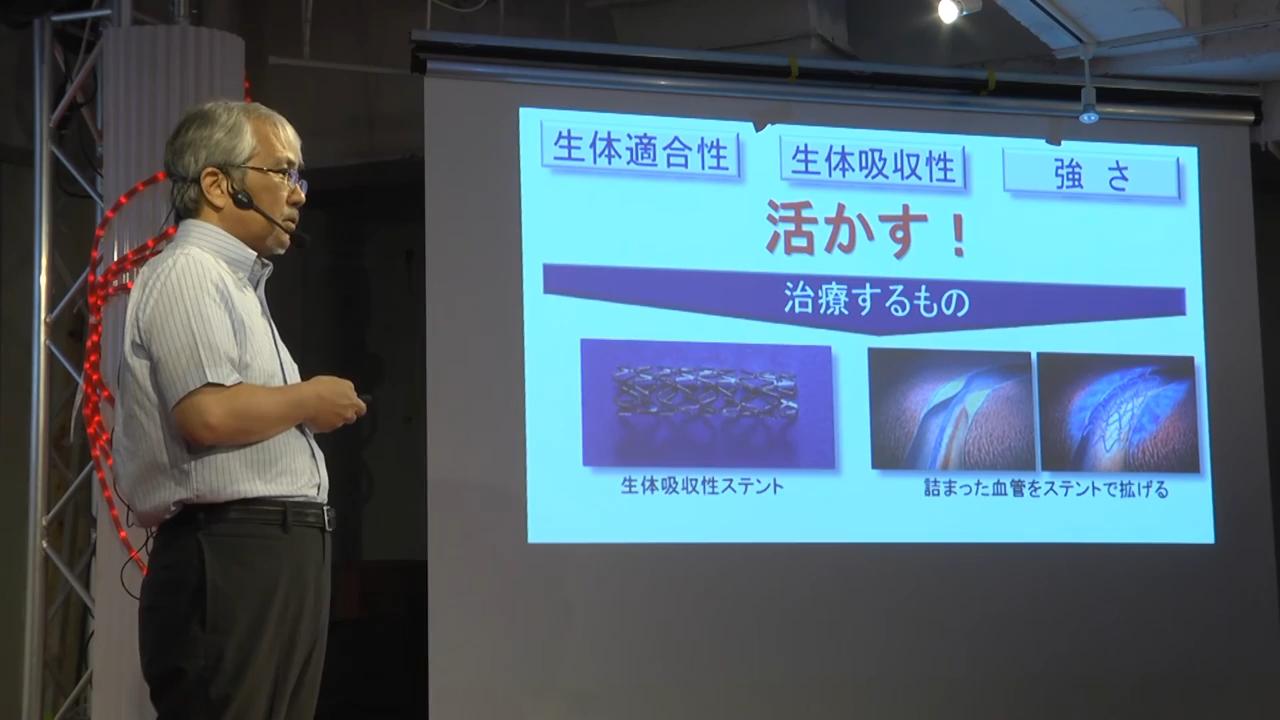 生体適合性
生体吸収性
強さ
活かす！
治療するもの
生体吸収性ステント
詰まった血管をステントで拡げる